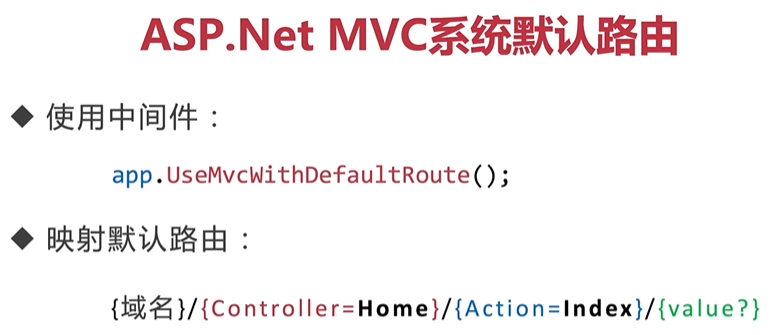 ASP.Net MVC系统默认路由
◆ 使用中间件：
app.UseMvcWithDefaultRoute();
◆ 映射默认路由：
{域名}/{Controller=Home}/{Action=Index}/{value?}